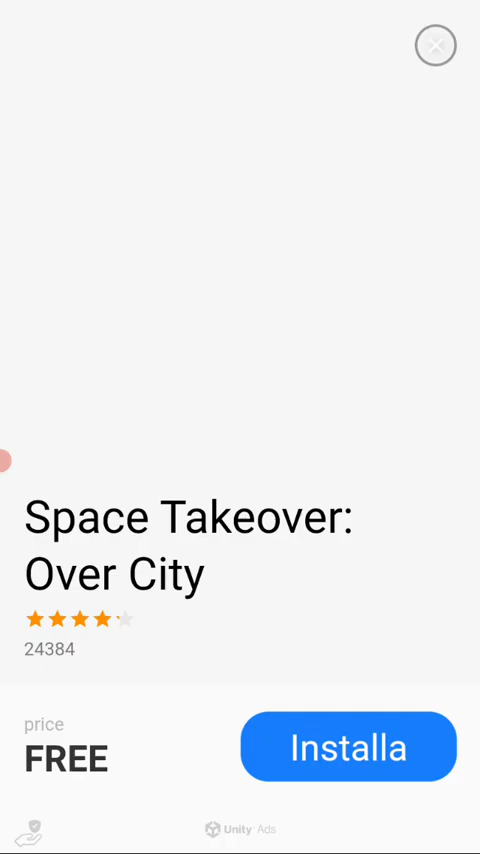 Space Takeover:
Over City
24384
price
FREE
Installa
Unity Ads